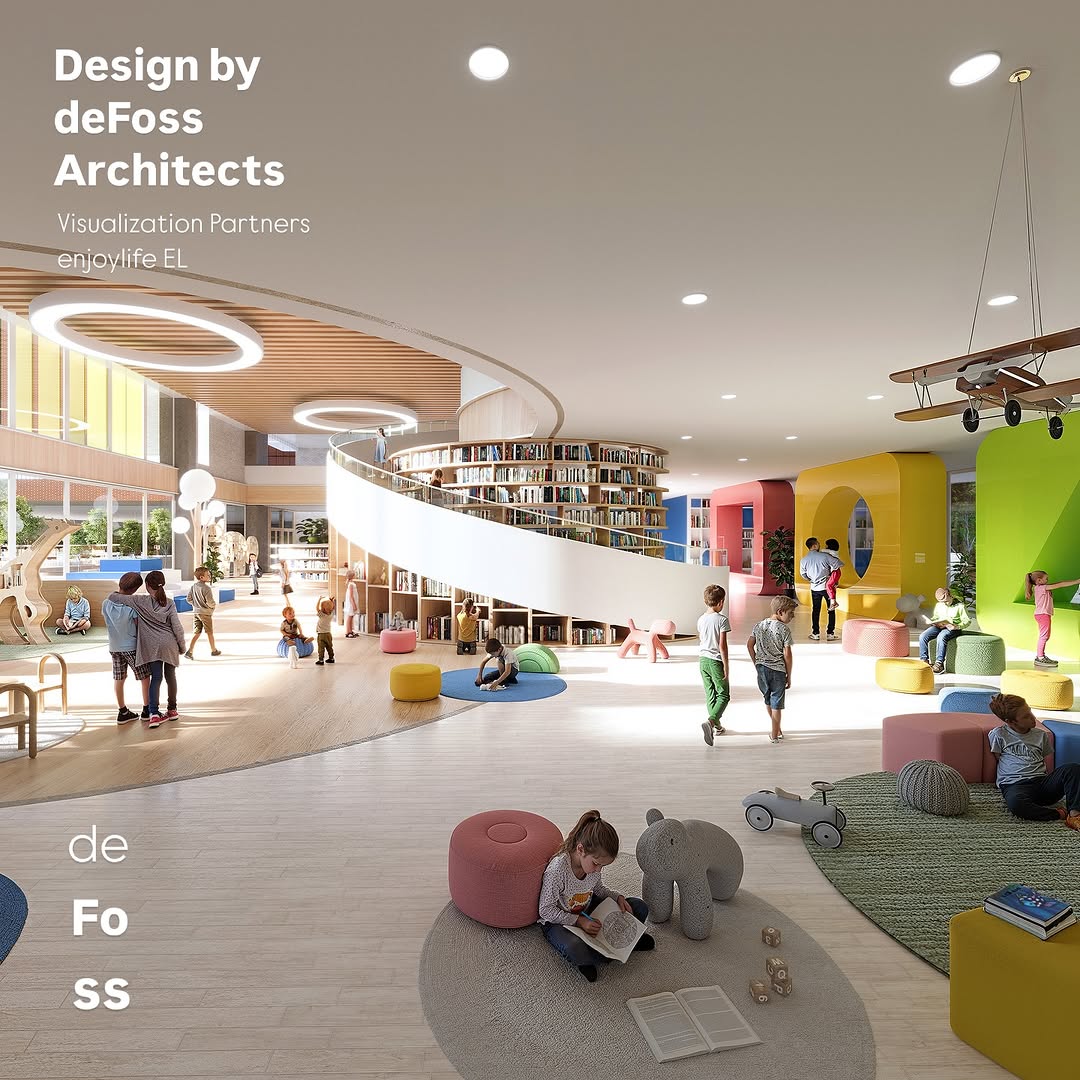 Design by
deFoss
Architects
Visualization Partners
enjoylife EL
de
Fo
ss